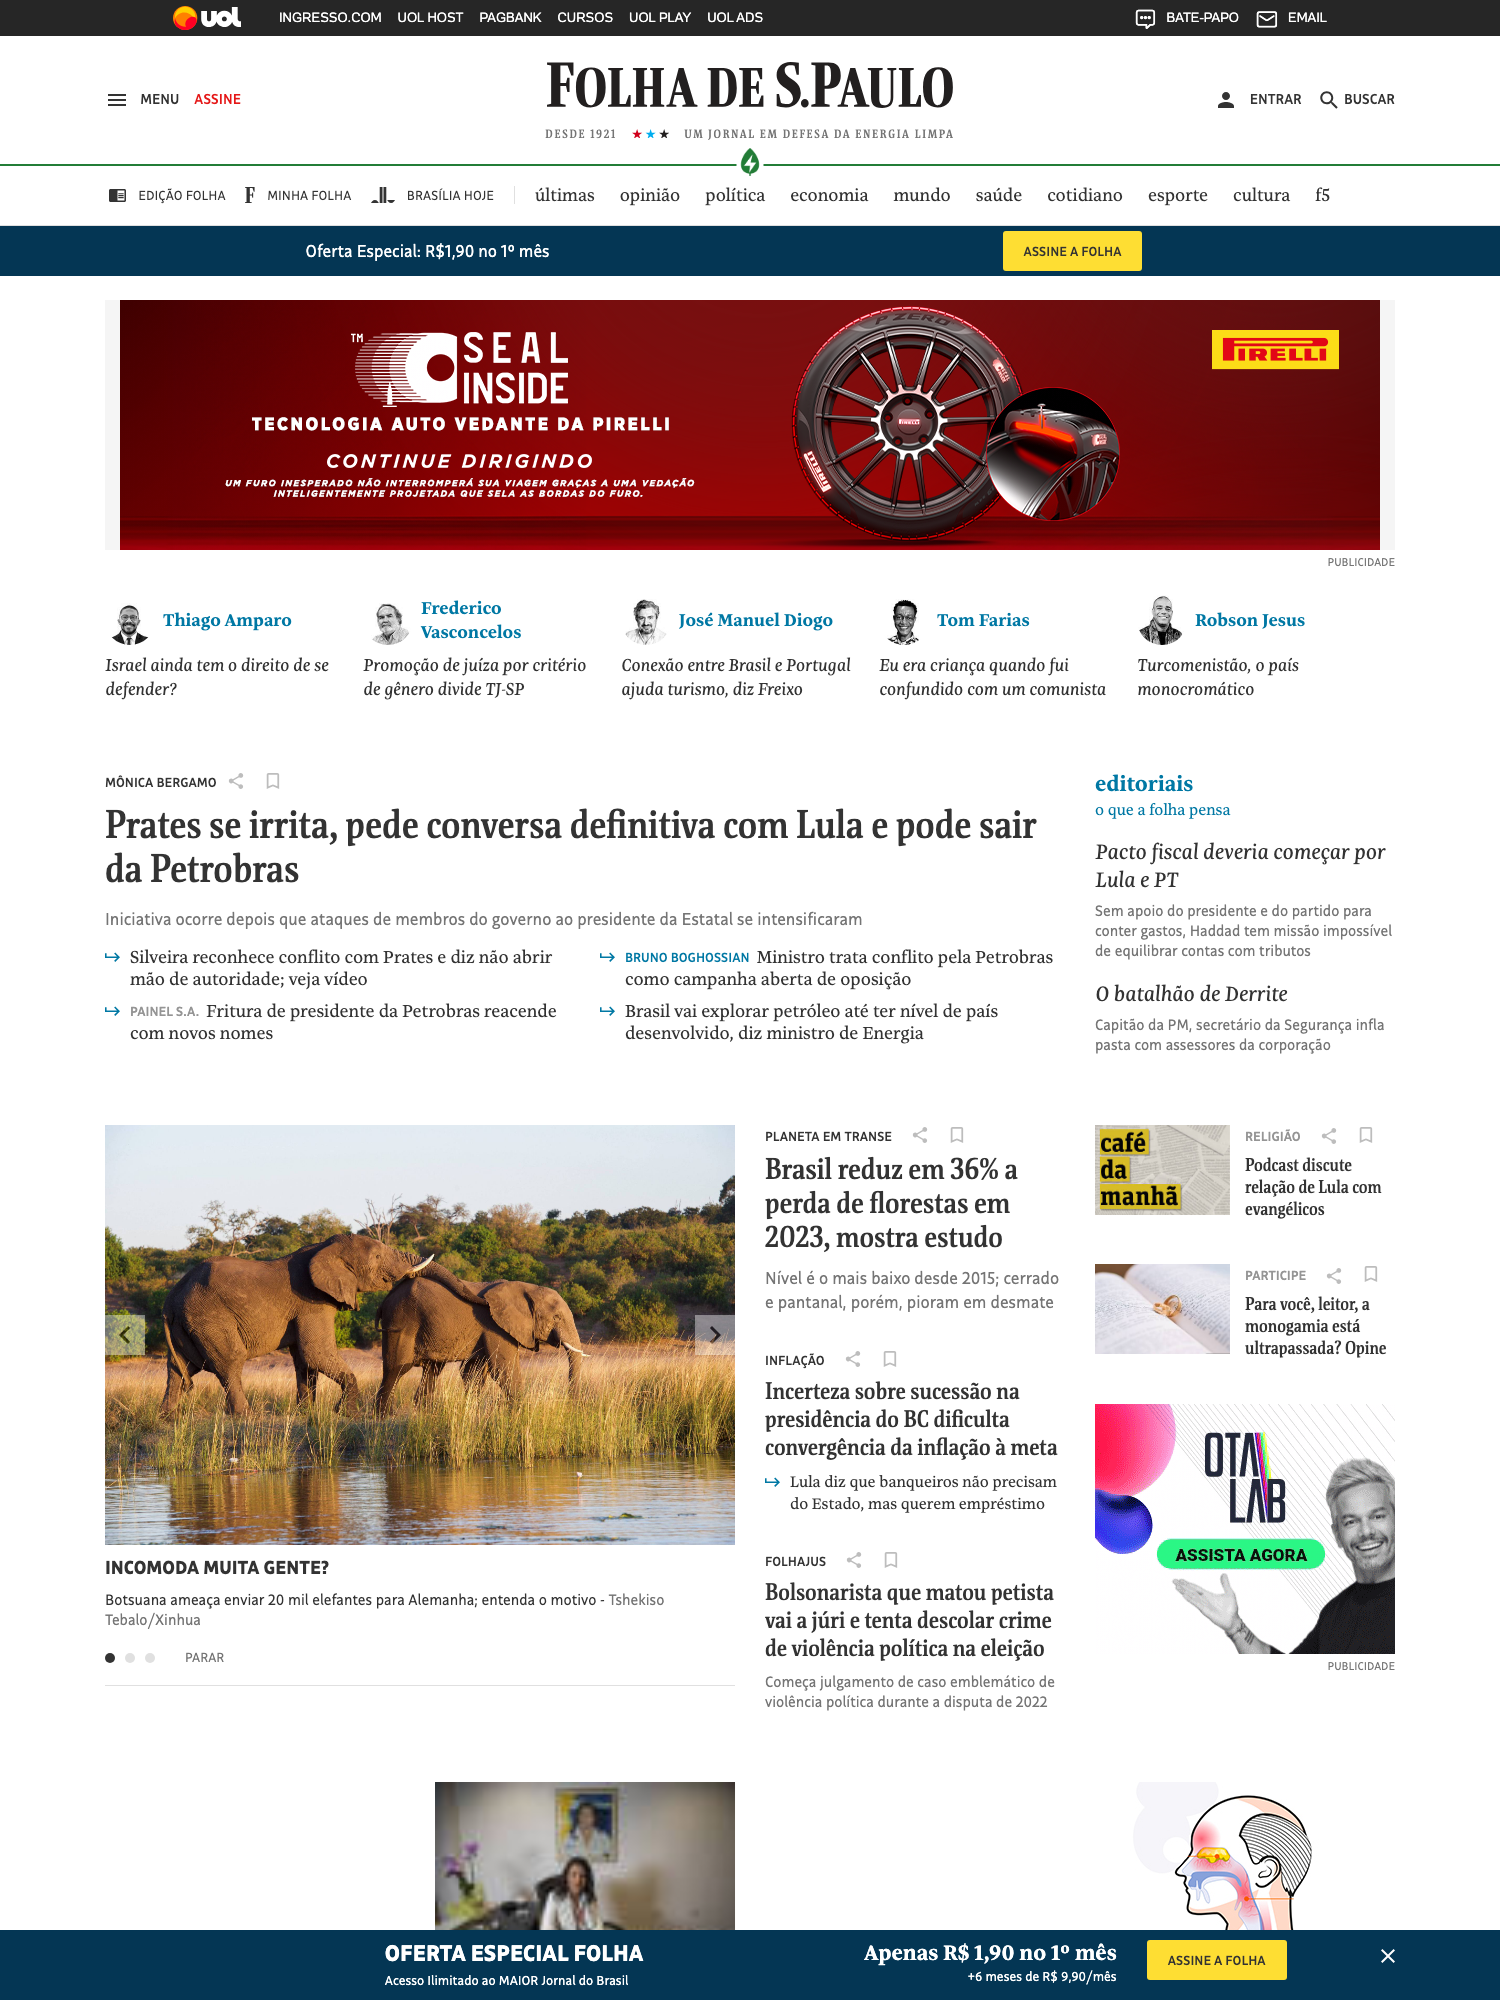 uol INGRESSO.COM UOL HOST PAGBANK CURSOS UOL PLAY UOL ADS BATE-PAPO EMAIL
MENU ASSINE
FOLHA DE S.PAULO
ENTRAR BUSCAR
DESDE 1921 ★★★ UM JORNAL EM DEFESA DA ENERGIA LIMPA
EDIÇÃO FOLHA F MINHA FOLHA BRASÍLIA HOJE últimas opinião política economia mundo saúde cotidiano esporte cultura f5
Oferta Especial: R$1,90 no 1º mês ASSINE A FOLHA
TM SEAL
INSIDE
TECNOLOGIA AUTO VEDANTE DA PIRELLI
CONTINUE DIRIGINDO
UM FURO INESPERADO NÃO INTERROMPERÁ SUA VIAGEM GRAÇAS A UMA VEDAÇÃO
INTELIGENTEMENTE PROJETADA QUE SELA AS BORDAS DO FURO.
P ZERO
PIRELLI
PIRELLI
PIRELLI
PUBLICIDADE
Thiago Amparo
Israel ainda tem o direito de se
defender?
Frederico
Vasconcelos
Promoção de juíza por critério
de gênero divide TJ-SP
José Manuel Diogo
Conexão entre Brasil e Portugal
ajuda turismo, diz Freixo
Tom Farias
Eu era criança quando fui
confundido com um comunista
Robson Jesus
Turcomenistão, o país
monocromático
MÔNICA BERGAMO
Prates se irrita, pede conversa definitiva com Lula e pode sair
da Petrobras
Iniciativa ocorre depois que ataques de membros do governo ao presidente da Estatal se intensificaram
Silveira reconhece conflito com Prates e diz não abrir
mão de autoridade; veja vídeo
PAINEL S.A. Fritura de presidente da Petrobras reacende
com novos nomes
BRUNO BOGHOSSIAN Ministro trata conflito pela Petrobras
como campanha aberta de oposição
Brasil vai explorar petróleo até ter nível de país
desenvolvido, diz ministro de Energia
editoriais
o que a folha pensa
Pacto fiscal deveria começar por
Lula e PT
Sem apoio do presidente e do partido para
conter gastos, Haddad tem missão impossível
de equilibrar contas com tributos
O batalhão de Derrite
Capitão da PM, secretário da Segurança infla
pasta com assessores da corporação
INCOMODA MUITA GENTE?
Botsuana ameaça enviar 20 mil elefantes para Alemanha; entenda o motivo - Tshekiso
Tebalo/Xinhua
PARAR
PLANETA EM TRANSE
Brasil reduz em 36% a
perda de florestas em
2023, mostra estudo
Nível é o mais baixo desde 2015; cerrado
e pantanal, porém, pioram em desmate
INFLAÇÃO
Incerteza sobre sucessão na
presidência do BC dificulta
convergência da inflação à meta
Lula diz que banqueiros não precisam
do Estado, mas querem empréstimo
FOLHAJUS
Bolsonarista que matou petista
vai a júri e tenta descolar crime
de violência política na eleição
Começa julgamento de caso emblemático de
violência política durante a disputa de 2022
café
da
manhã
RELIGIÃO
Podcast discute
relação de Lula com
evangélicos
PARTICIPE
Para você, leitor, a
monogamia está
ultrapassada? Opine
OTA
LAB
ASSISTA AGORA
PUBLICIDADE
OFERTA ESPECIAL FOLHA
Acesso Ilimitado ao MAIOR Jornal do Brasil
Apenas R$ 1,90 no 1º mês
+6 meses de R$ 9,90/mês
ASSINE A FOLHA